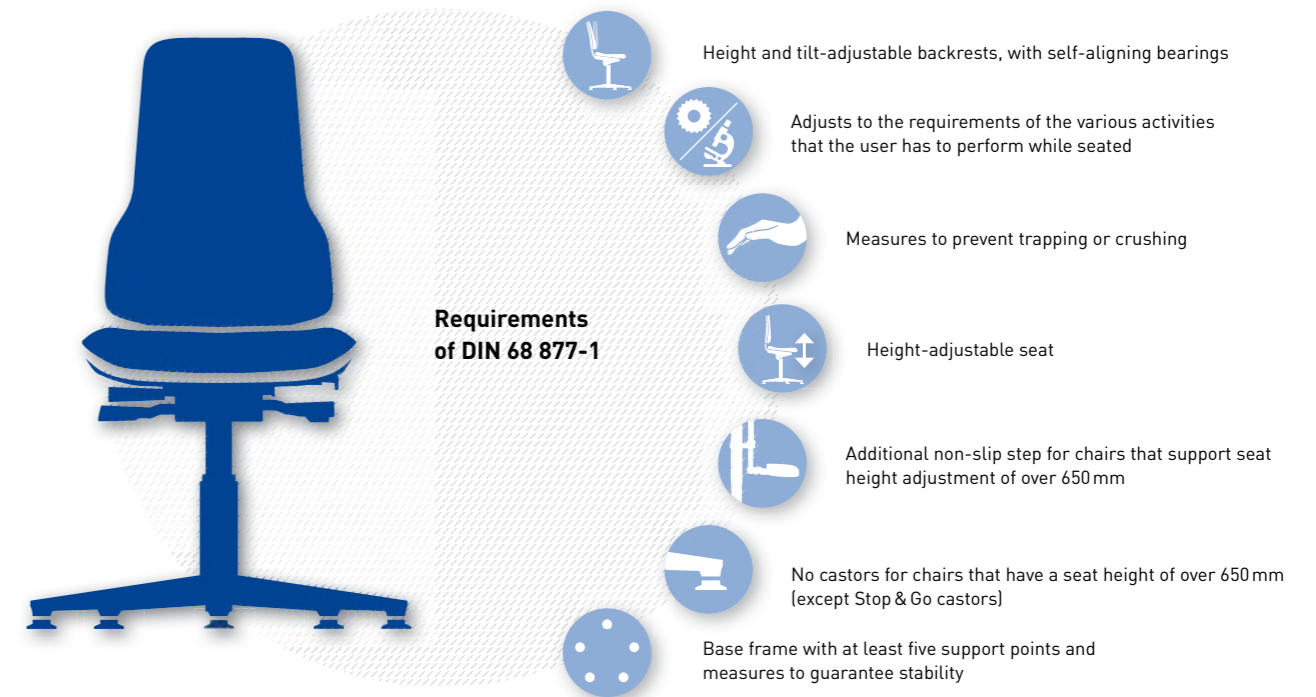 Height and tilt-adjustable backrests, with self-aligning bearings
Adjusts to the requirements of the various activities
that the user has to perform while seated
Measures to prevent trapping or crushing
Requirements
of DIN 68 877-1
Height-adjustable seat
Additional non-slip step for chairs that support seat
height adjustment of over 650 mm
No castors for chairs that have a seat height of over 650 mm
(except Stop & Go castors)
Base frame with at least five support points and
measures to guarantee stability